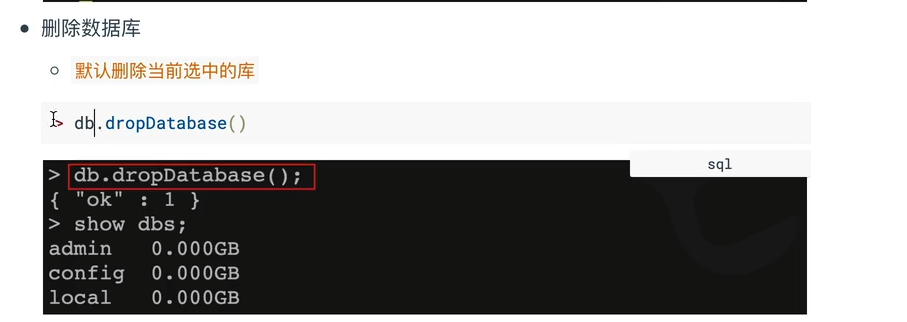 删除数据库
默认删除当前选中的库
> db.dropDatabase()
sql
> db.dropDatabase();
{ "ok" : 1 }
> show dbs;
admin   0.000GB
config  0.000GB
local   0.000GB